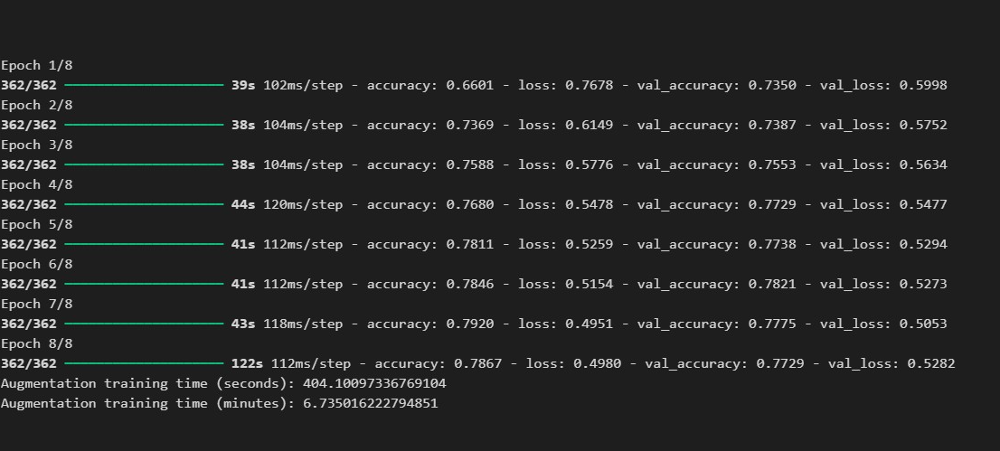 Epoch 1/8
362/362 ━━━━━━━━━━━━━━━━━━━━ 39s 102ms/step - accuracy: 0.6601 - loss: 0.7678 - val_accuracy: 0.7350 - val_loss: 0.5998
Epoch 2/8
362/362 ━━━━━━━━━━━━━━━━━━━━ 38s 104ms/step - accuracy: 0.7369 - loss: 0.6149 - val_accuracy: 0.7387 - val_loss: 0.5752
Epoch 3/8
362/362 ━━━━━━━━━━━━━━━━━━━━ 38s 104ms/step - accuracy: 0.7588 - loss: 0.5776 - val_accuracy: 0.7553 - val_loss: 0.5634
Epoch 4/8
362/362 ━━━━━━━━━━━━━━━━━━━━ 44s 120ms/step - accuracy: 0.7680 - loss: 0.5478 - val_accuracy: 0.7729 - val_loss: 0.5477
Epoch 5/8
362/362 ━━━━━━━━━━━━━━━━━━━━ 41s 112ms/step - accuracy: 0.7811 - loss: 0.5259 - val_accuracy: 0.7738 - val_loss: 0.5294
Epoch 6/8
362/362 ━━━━━━━━━━━━━━━━━━━━ 41s 112ms/step - accuracy: 0.7846 - loss: 0.5154 - val_accuracy: 0.7821 - val_loss: 0.5273
Epoch 7/8
362/362 ━━━━━━━━━━━━━━━━━━━━ 43s 118ms/step - accuracy: 0.7920 - loss: 0.4951 - val_accuracy: 0.7775 - val_loss: 0.5053
Epoch 8/8
362/362 ━━━━━━━━━━━━━━━━━━━━ 122s 112ms/step - accuracy: 0.7867 - loss: 0.4980 - val_accuracy: 0.7729 - val_loss: 0.5282
Augmentation training time (seconds): 404.10097336769104
Augmentation training time (minutes): 6.735016222794851